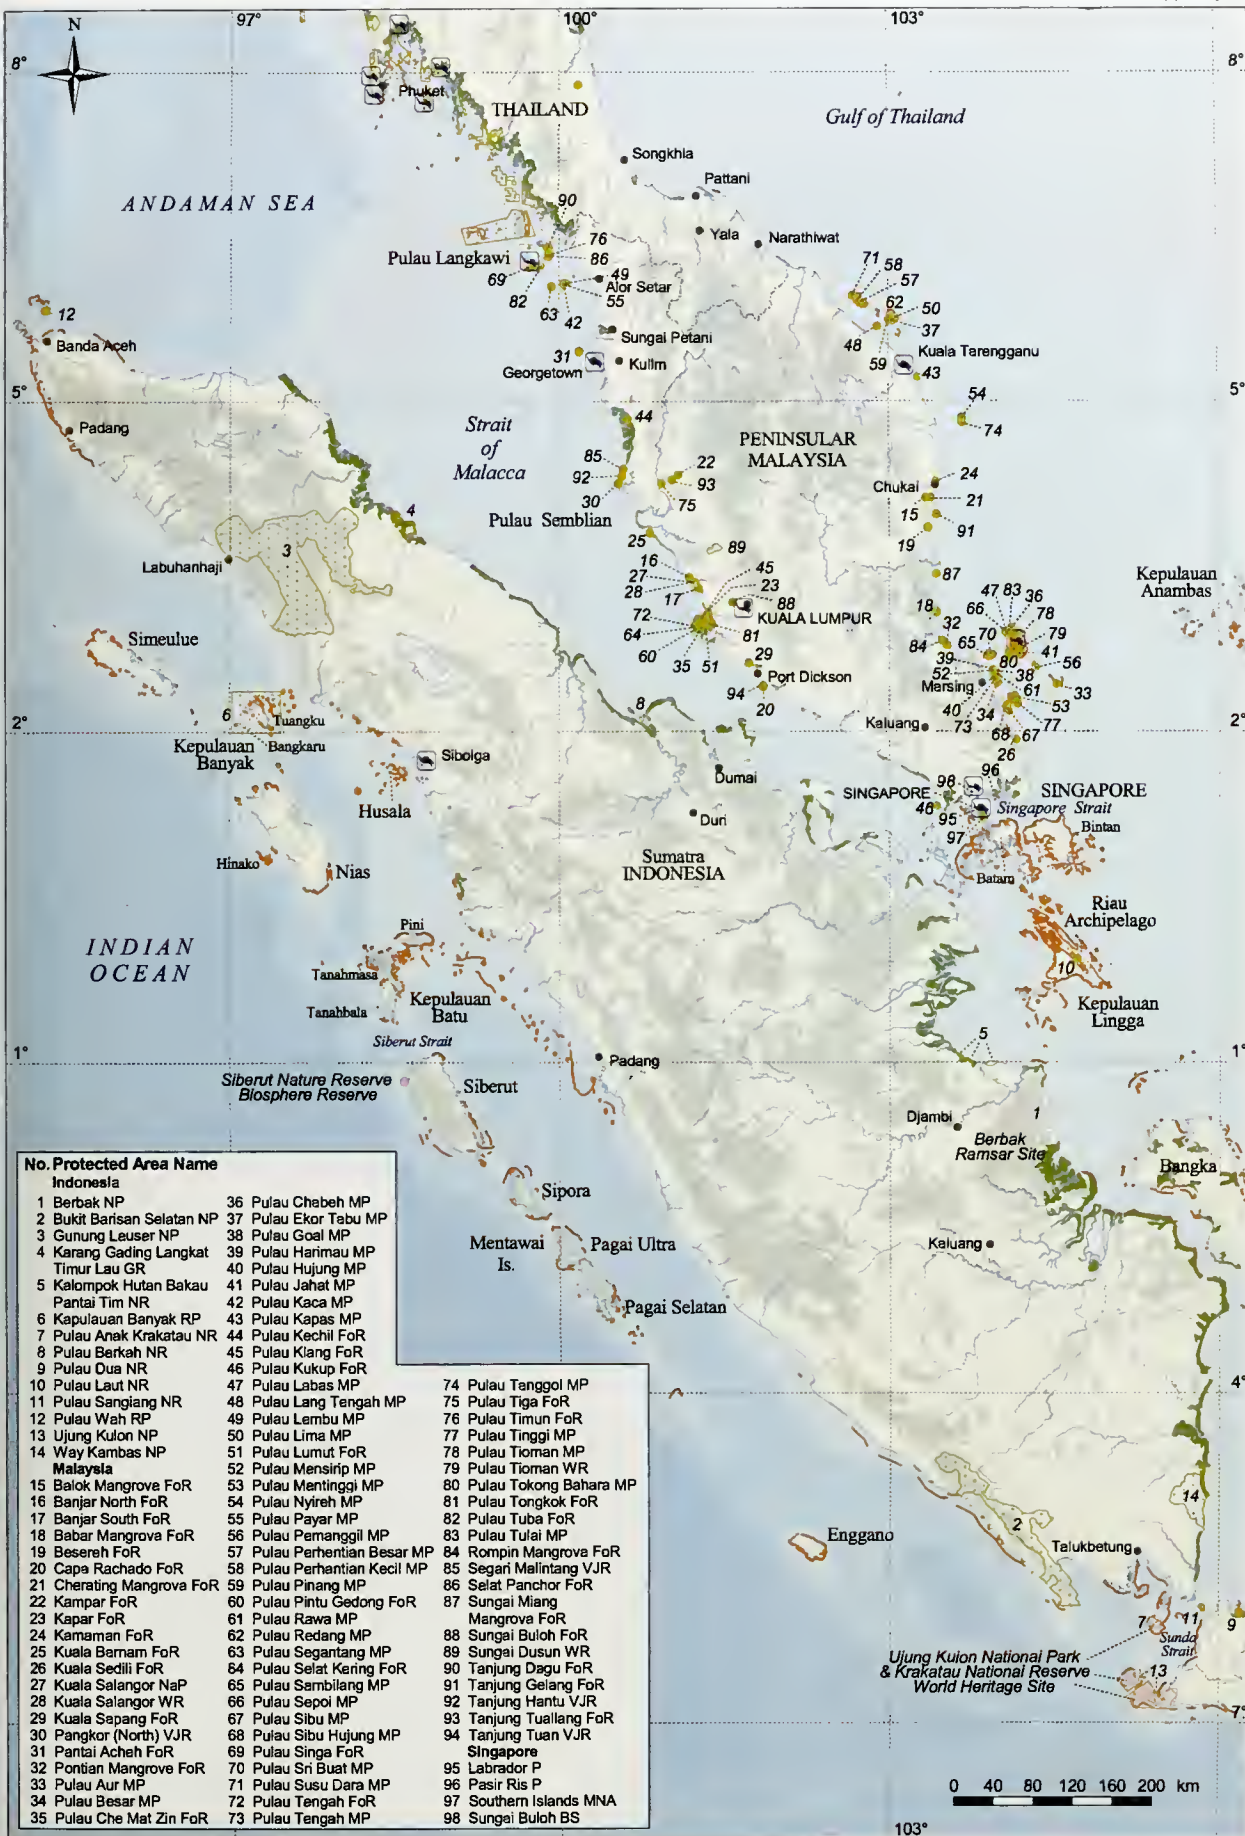 97°
100°
103°
N
8°
8°
Phuket
THAILAND
Gulf of Thailand
Songkhla
Pattani
ANDAMAN SEA
90
Yala
Narathiwat
76
Pulau Langkawi
86
71
58
69
49
57
Alor Setar
82
55
62
50
63
42
37
12
48
Sungai Petani
Banda Aceh
31
59
Kuala Tarengganu
Georgetown
Kulim
43
5°
5°
54
44
Padang
Strait
of
Malacca
74
PENINSULAR
MALAYSIA
85
22
24
92
93
Chukai
21
30
75
15
4
Pulau Semblian
91
25
89
19
3
16
45
Labuhanhaji
27
23
87
Kepulauan
Anambas
28
17
88
47
83
36
72
KUALA LUMPUR
18
66
78
Simeulue
64
81
32
79
60
84
65
70
41
35
51
29
39
80
56
Port Dickson
52
38
94
Mersing
61
33
8
20
40
34
53
6
Tuangku
73
77
2°
2°
Kaluang
68
67
Kepulauan
Banyak
Bangkaru
26
Sibolga
96
Dumai
98
SINGAPORE
SINGAPORE
46
Singapore Strait
Husala
95
Duri
97
Bintan
Hinako
Sumatra
INDONESIA
Nias
Batam
Riau
Archipelago
Pini
INDIAN
OCEAN
10
Tanahmasa
Kepulauan
Batu
Kepulauan
Lingga
Tanahbala
Siberut Strait
5
1°
1°
Padang
Siberut Nature Reserve
Biosphere Reserve
Siberut
1
Djambi
Berbak
Ramsar Site
Bangka
Sipora
Mentawai
Is.
Pagai Ultra
Kaluang
Pagai Selatan
4°
14
2
Enggano
Talukbetung
7
11
9
Sunda
Strait
Ujung Kulon National Park
& Krakatau National Reserve
World Heritage Site
13
7°
0 40 80 120 160 200 km
103°
No. Protected Area Name
Indonesia
1 Berbak NP
2 Bukit Barisan Selatan NP
3 Gunung Leuser NP
4 Karang Gading Langkat
Timur Lau GR
5 Kalompok Hutan Bakau
Pantai Tim NR
6 Kapulauan Banyak RP
7 Pulau Anak Krakatau NR
8 Pulau Berkah NR
9 Pulau Dua NR
10 Pulau Laut NR
11 Pulau Sangiang NR
12 Pulau Wah RP
13 Ujung Kulon NP
14 Way Kambas NP
Malaysia
15 Balok Mangrove FoR
16 Banjar North FoR
17 Banjar South FoR
18 Babar Mangrova FoR
19 Besereh FoR
20 Capa Rachado FoR
21 Cherating Mangrova FoR
22 Kampar FoR
23 Kapar FoR
24 Kamaman FoR
25 Kuala Barnam FoR
26 Kuala Sedili FoR
27 Kuala Salangor NaP
28 Kuala Salangor WR
29 Kuala Sapang FoR
30 Pangkor (North) VJR
31 Pantai Acheh FoR
32 Pontian Mangrove FoR
33 Pulau Aur MP
34 Pulau Besar MP
35 Pulau Che Mat Zin FoR
36 Pulau Chebeh MP
37 Pulau Ekor Tabu MP
38 Pulau Goal MP
39 Pulau Harimau MP
40 Pulau Hujung MP
41 Pulau Jahat MP
42 Pulau Kaca MP
43 Pulau Kapas MP
44 Pulau Kechil FoR
45 Pulau Klang FoR
46 Pulau Kukup FoR
47 Pulau Labas MP
48 Pulau Lang Tengah MP
49 Pulau Lembu MP
50 Pulau Lima MP
51 Pulau Lumut FoR
52 Pulau Mensirip MP
53 Pulau Mentinggi MP
54 Pulau Nyireh MP
55 Pulau Payar MP
56 Pulau Pemanggil MP
57 Pulau Perhentian Besar MP
58 Pulau Perhantian Kecil MP
59 Pulau Pinang MP
60 Pulau Pintu Gedong FoR
61 Pulau Rawa MP
62 Pulau Redang MP
63 Pulau Segantang MP
64 Pulau Selat Kering FoR
65 Pulau Sambilang MP
66 Pulau Sepoi MP
67 Pulau Sibu MP
68 Pulau Sibu Hujung MP
69 Pulau Singa FoR
70 Pulau Sri Buat MP
71 Pulau Susu Dara MP
72 Pulau Tengah FoR
73 Pulau Tengah MP
74 Pulau Tanggol MP
75 Pulau Tiga FoR
76 Pulau Timun FoR
77 Pulau Tinggi MP
78 Pulau Tioman MP
79 Pulau Tioman WR
80 Pulau Tokong Bahara MP
81 Pulau Tongkok FoR
82 Pulau Tuba FoR
83 Pulau Tulai MP
84 Rompin Mangrova FoR
85 Segari Malintang VJR
86 Selat Panchor FoR
87 Sungai Miang
Mangrova FoR
88 Sungai Buloh FoR
89 Sungai Dusun WR
90 Tanjung Dagu FoR
91 Tanjung Gelang FoR
92 Tanjung Hantu VJR
93 Tanjung Tuallang FoR
94 Tanjung Tuan VJR
Singapore
95 Labrador P
96 Pasir Ris P
97 Southern Islands MNA
98 Sungai Buloh BS